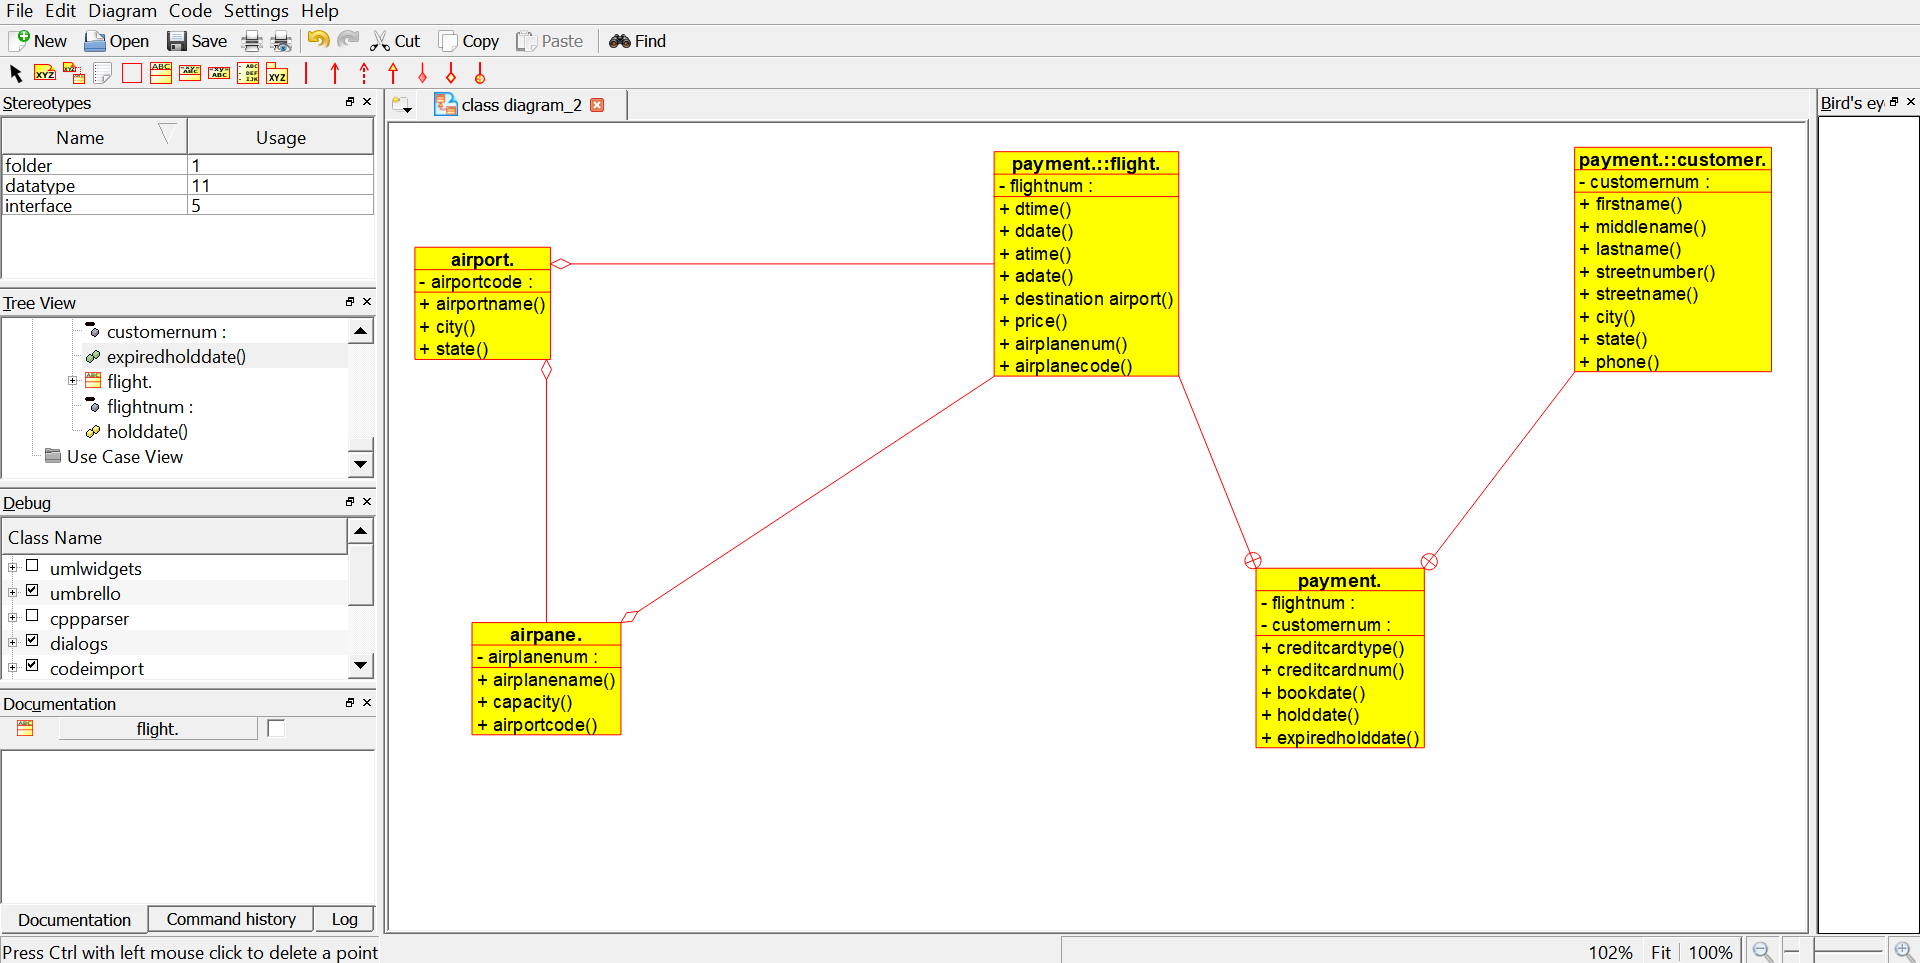 File Edit Diagram Code Settings Help
New Open Save Cut Copy Paste Find
Stereotypes
Name Usage
folder 1
datatype 11
interface 5
Tree View
customernum :
expiredholddate()
flight.
flightnum :
holddate()
Use Case View
Debug
Class Name
umlwidgets
umbrello
cppparser
dialogs
codeimport
Documentation
flight.
Documentation Command history Log
Press Ctrl with left mouse click to delete a point
class diagram_2
airport.
- airportcode :
+ airportname()
+ city()
+ state()
payment.::flight.
- flightnum :
+ dtime()
+ ddate()
+ atime()
+ adate()
+ destination airport()
+ price()
+ airplanenum()
+ airplanecode()
payment.::customer.
- customernum :
+ firstname()
+ middlename()
+ lastname()
+ streetnumber()
+ streetname()
+ city()
+ state()
+ phone()
airpane.
- airplanenum :
+ airplanename()
+ capacity()
+ airportcode()
payment.
- flightnum :
- customernum :
+ creditcardtype()
+ creditcardnum()
+ bookdate()
+ holddate()
+ expiredholddate()
Bird's ey
102% Fit 100%